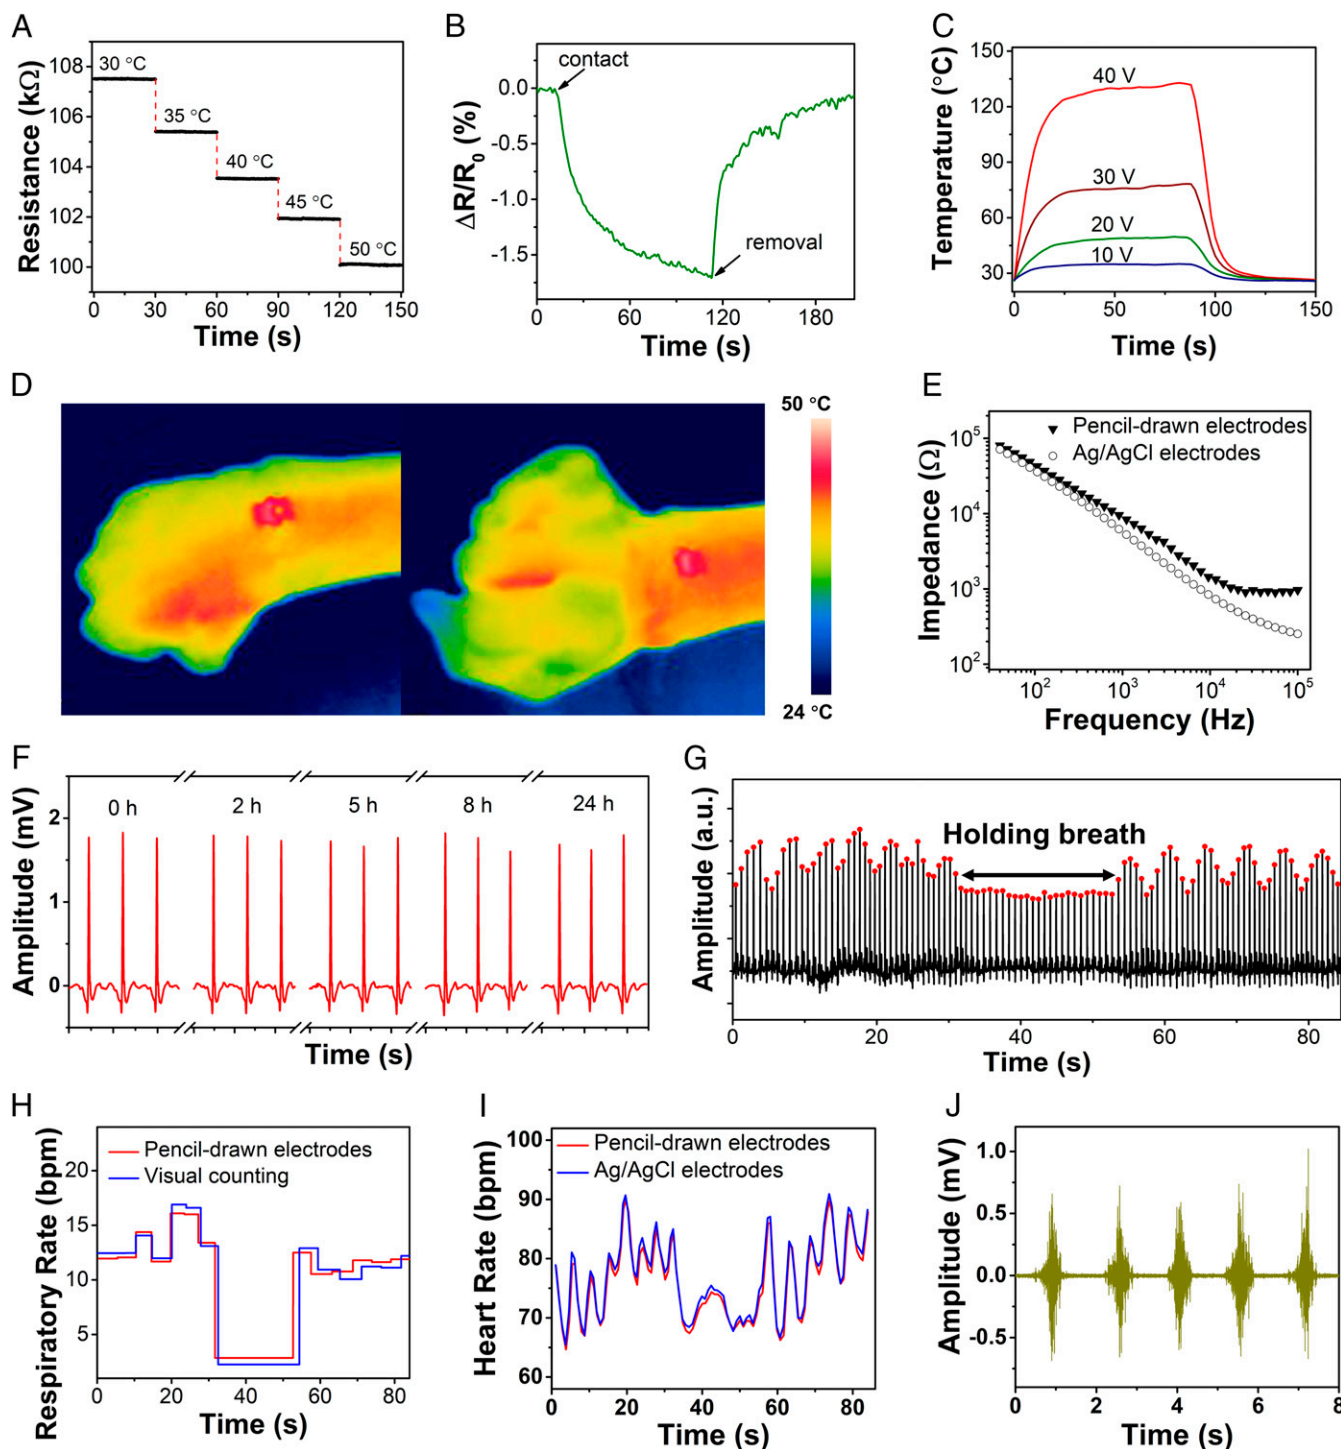 A
Resistance (kΩ)
108
106
104
102
100
30 °C
35 °C
40 °C
45 °C
50 °C
0 30 60 90 120 150
Time (s)
B
ΔR/R0 (%)
0.0
-0.5
-1.0
-1.5
contact
removal
0 60 120 180
Time (s)
C
Temperature (°C)
150
110
70
30
40 V
30 V
20 V
10 V
0 50 100 150
Time (s)
D
50 °C
24 °C
E
Impedance (Ω)
10^5
10^4
10^3
10^2
Pencil-drawn electrodes
Ag/AgCl electrodes
10^2 10^3 10^4 10^5
Frequency (Hz)
F
Amplitude (mV)
2
1
0
0 h 2 h 5 h 8 h 24 h
Time (s)
G
Amplitude (a.u.)
Holding breath
0 20 40 60 80
Time (s)
H
Respiratory Rate (bpm)
20
15
10
5
Pencil-drawn electrodes
Visual counting
0 20 40 60 80
Time (s)
I
Heart Rate (bpm)
100
90
80
70
60
Pencil-drawn electrodes
Ag/AgCl electrodes
0 20 40 60 80
Time (s)
J
Amplitude (mV)
1.0
0.5
0.0
-0.5
0 2 4 6 8
Time (s)